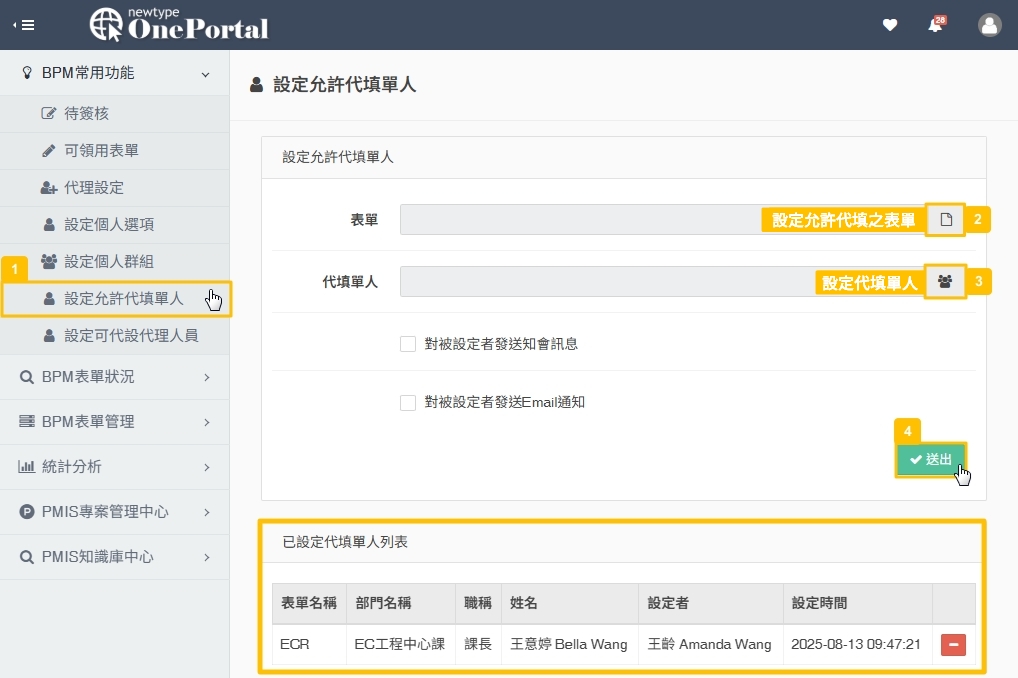 newtype
OnePortal
28
BPM常用功能
待簽核
可領用表單
代理設定
設定個人選項
設定個人群組
1
設定允許代填單人
設定可代設代理人員
BPM表單狀況
BPM表單管理
統計分析
P PMIS專案管理中心
PMIS知識庫中心
設定允許代填單人
設定允許代填單人
表單 設定允許代填之表單 2
代填單人 設定代填單人 3
對被設定者發送知會訊息
對被設定者發送Email通知
4
送出
已設定代填單人列表
表單名稱 部門名稱 職稱 姓名 設定者 設定時間
ECR EC工程中心課 課長 王意婷 Bella Wang 王齡 Amanda Wang 2025-08-13 09:47:21